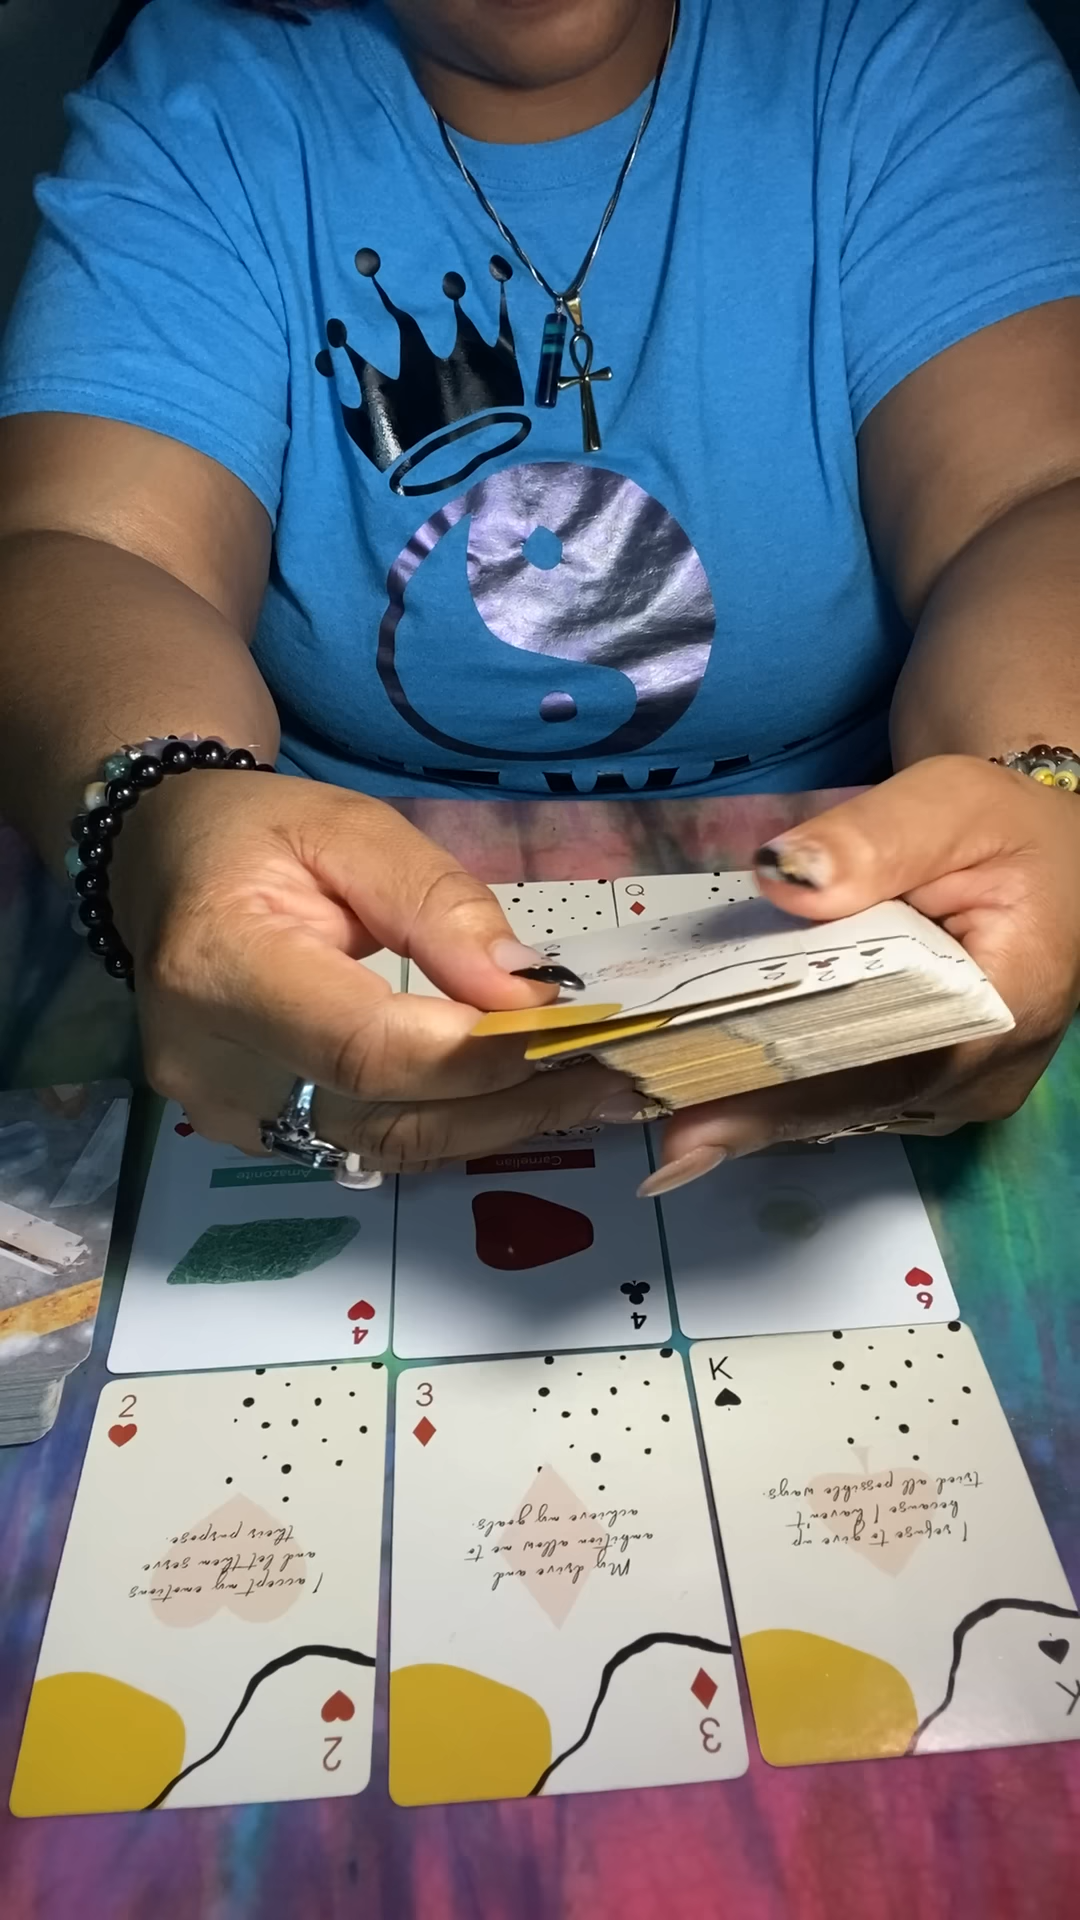 Q
Amazonite
Carnelian
4
4
6
2
I accept my emotions
and let them serve
their purpose.
2
3
My drive and
ambition allow me to
achieve my goals.
3
K
I refuse to give up
because I haven't
tried all possible ways.
K